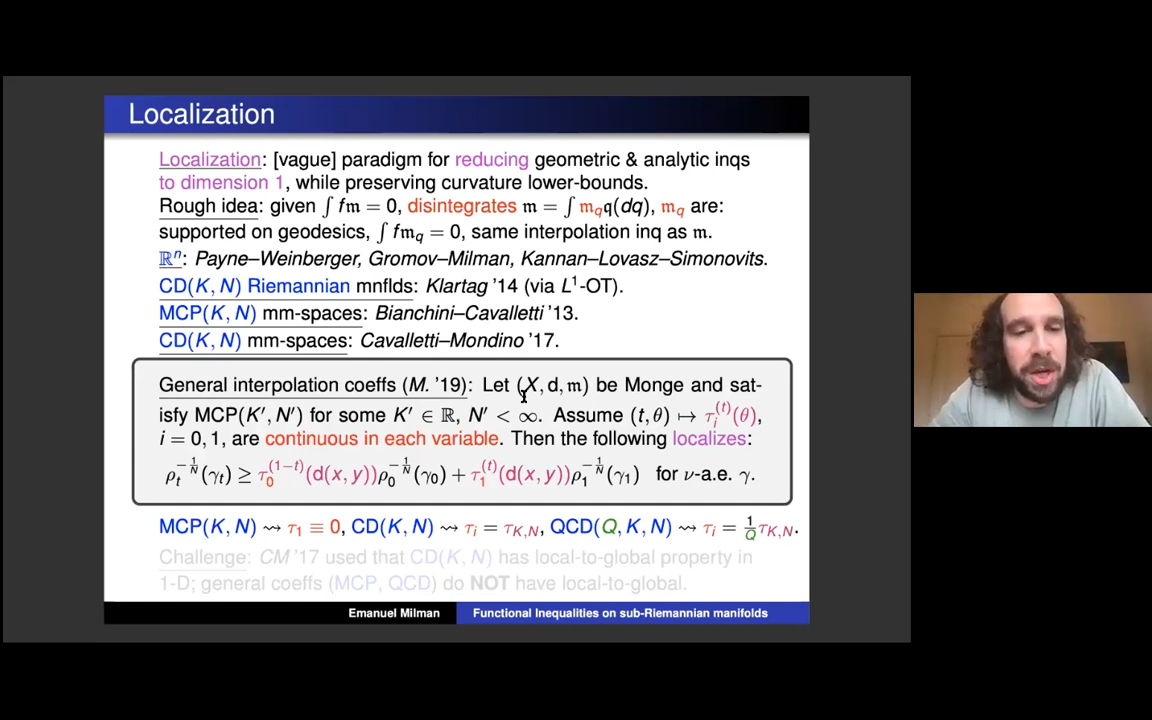 Localization
Localization: [vague] paradigm for reducing geometric & analytic inqs
to dimension 1, while preserving curvature lower-bounds.
Rough idea: given ∫ f𝔪 = 0, disintegrates 𝔪 = ∫ 𝔪_q 𝔮(dq), 𝔪_q are:
supported on geodesics, ∫ f𝔪_q = 0, same interpolation inq as 𝔪.
ℝⁿ: Payne–Weinberger, Gromov–Milman, Kannan–Lovasz–Simonovits.
CD(K, N) Riemannian mnflds: Klartag '14 (via L¹-OT).
MCP(K, N) mm-spaces: Bianchini–Cavalletti '13.
CD(K, N) mm-spaces: Cavalletti–Mondino '17.
General interpolation coeffs (M. '19): Let (X, d, 𝔪) be Monge and sat-
isfy MCP(K', N') for some K' ∈ ℝ, N' < ∞. Assume (t, θ) ↦ τ_i^{(t)}(θ),
i = 0, 1, are continuous in each variable. Then the following localizes:
ρ_t^{-1/N}(γ_t) ≥ τ_0^{(1−t)}(d(x, y))ρ_0^{-1/N}(γ_0) + τ_1^{(t)}(d(x, y))ρ_1^{-1/N}(γ_1) for ν-a.e. γ.
MCP(K, N) ⇝ τ_1 ≡ 0, CD(K, N) ⇝ τ_i = τ_{K,N}, QCD(Q, K, N) ⇝ τ_i = 1/Q τ_{K,N}.
Challenge: CM '17 used that CD(K, N) has local-to-global property in
1-D; general coeffs (MCP, QCD) do NOT have local-to-global.
Emanuel Milman Functional Inequalities on sub-Riemannian manifolds